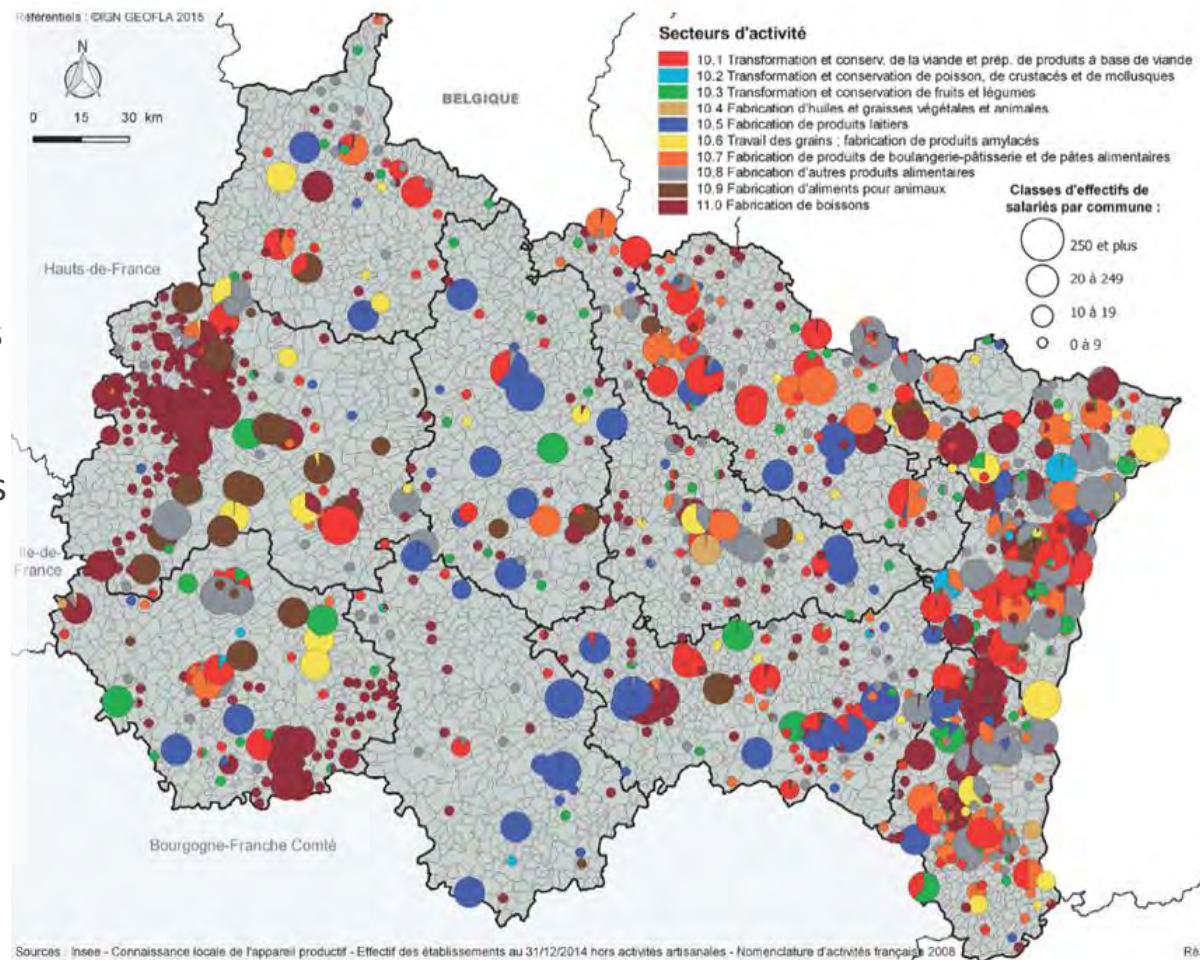 Référentiels : ©IGN GEOFLA 2015
N
0 15 30 km
BELGIQUE
Hauts-de-France
Ile-de-
France
Bourgogne-Franche Comté
Secteurs d'activité
10.1 Transformation et conserv. de la viande et prép. de produits à base de viande
10.2 Transformation et conservation de poisson, de crustacés et de mollusques
10.3 Transformation et conservation de fruits et légumes
10.4 Fabrication d'huiles et graisses végétales et animales
10.5 Fabrication de produits laitiers
10.6 Travail des grains ; fabrication de produits amylacés
10.7 Fabrication de produits de boulangerie-pâtisserie et de pâtes alimentaires
10.8 Fabrication d'autres produits alimentaires
10.9 Fabrication d'aliments pour animaux
11.0 Fabrication de boissons
Classes d'effectifs de
salariés par commune :
250 et plus
20 à 249
10 à 19
0 à 9
Sources : Insee - Connaissance locale de l'appareil productif - Effectif des établissements au 31/12/2014 hors activités artisanales - Nomenclature d'activités française 2008